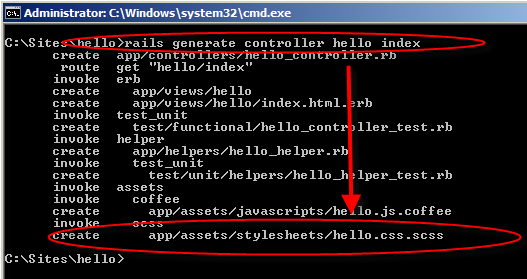 Administrator: C:\Windows\system32\cmd.exe
C:\Sites\hello>rails generate controller hello index
create app/controllers/hello_controller.rb
route get "hello/index"
invoke erb
create app/views/hello
create app/views/hello/index.html.erb
invoke test_unit
create test/functional/hello_controller_test.rb
invoke helper
create app/helpers/hello_helper.rb
invoke test_unit
create test/unit/helpers/hello_helper_test.rb
invoke assets
invoke coffee
create app/assets/javascripts/hello.js.coffee
invoke scss
create app/assets/stylesheets/hello.css.scss
C:\Sites\hello>